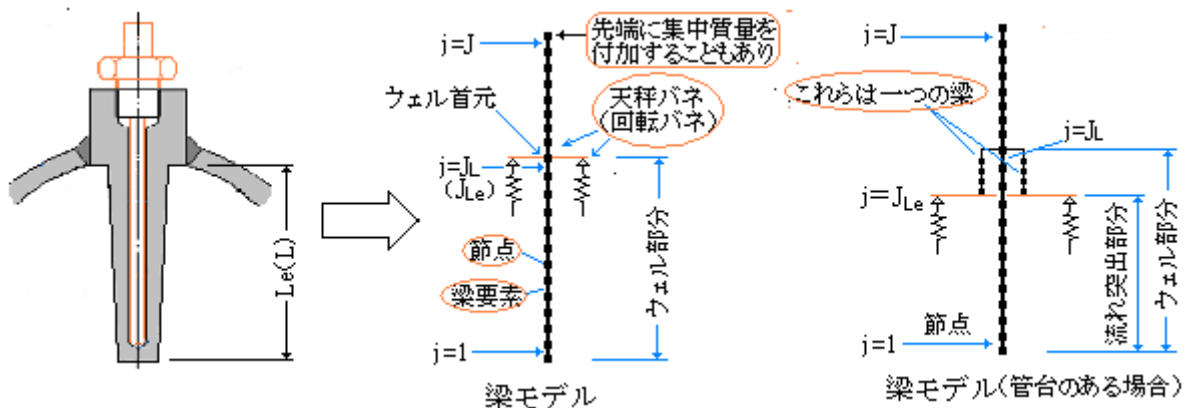 Le(L)
j=J
先端に集中質量を
付加することもあり
ウェル首元
天秤バネ
(回転バネ)
j=JL
(JLe)
節点
梁要素
ウェル部分
j=1
梁モデル
j=J
これらは一つの梁
j=JL
j=JLe
流れ突出部分
ウェル部分
節点
j=1
梁モデル(管台のある場合)